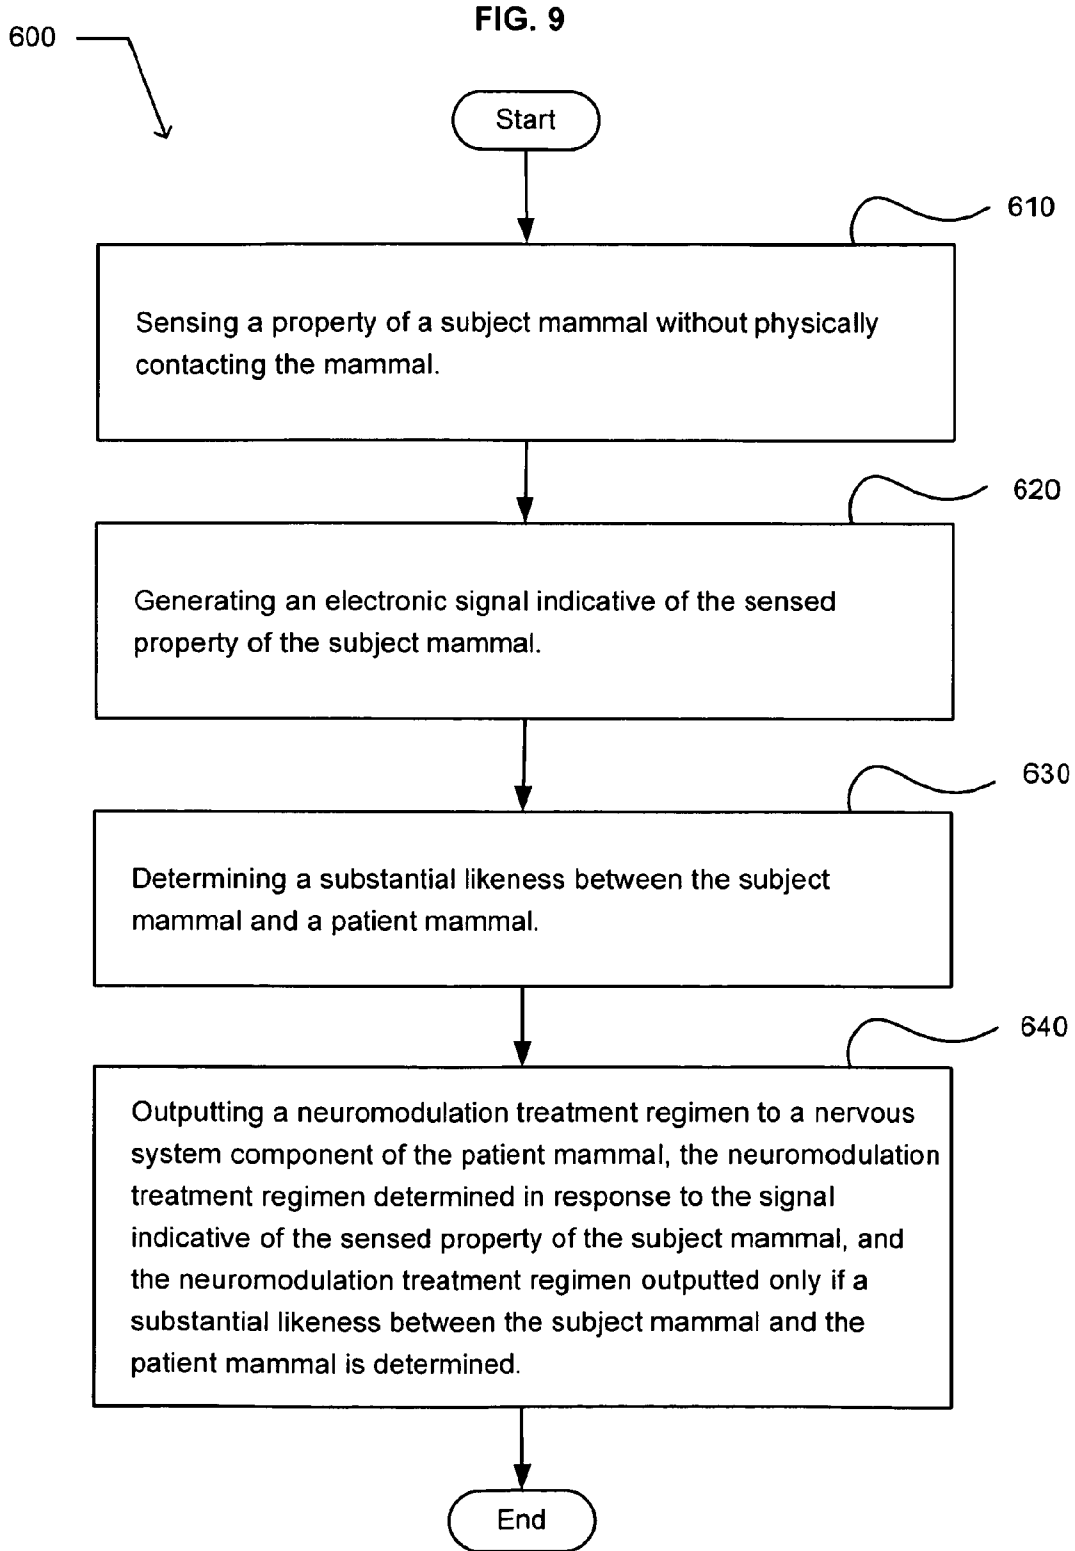 FIG. 9
600
Start
610
Sensing a property of a subject mammal without physically
contacting the mammal.
620
Generating an electronic signal indicative of the sensed
property of the subject mammal.
630
Determining a substantial likeness between the subject
mammal and a patient mammal.
640
Outputting a neuromodulation treatment regimen to a nervous
system component of the patient mammal, the neuromodulation
treatment regimen determined in response to the signal
indicative of the sensed property of the subject mammal, and
the neuromodulation treatment regimen outputted only if a
substantial likeness between the subject mammal and the
patient mammal is determined.
End